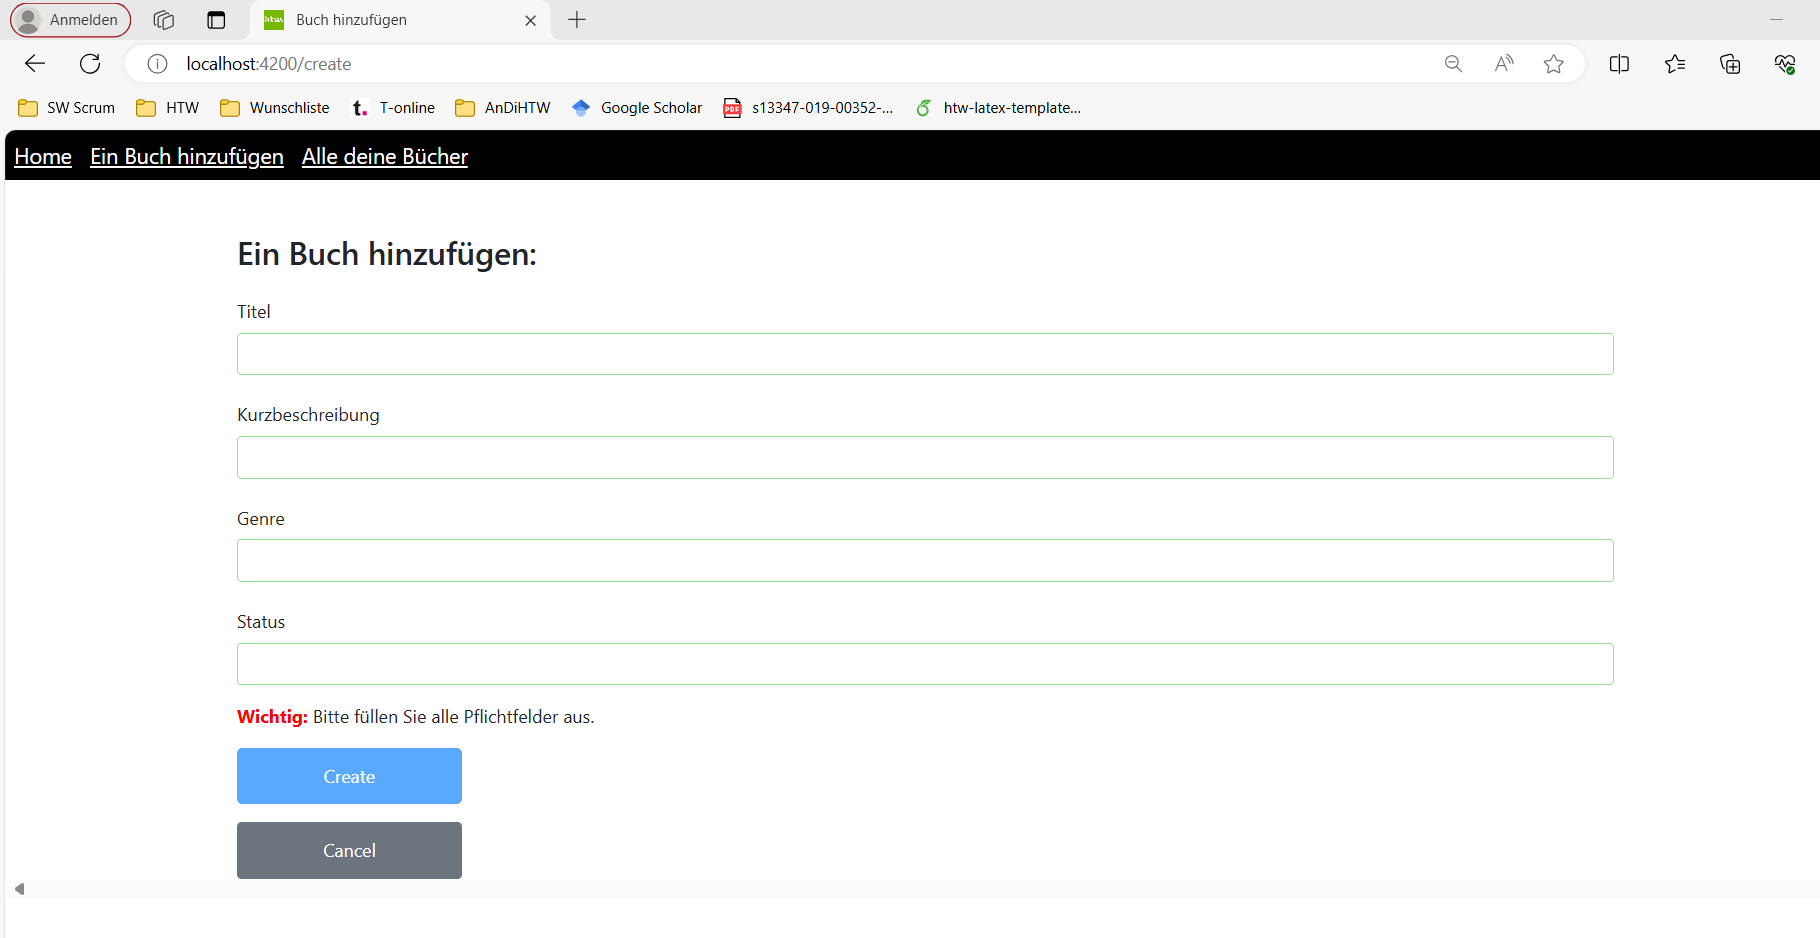 Anmelden
htw
Buch hinzufügen
localhost:4200/create
SW Scrum HTW Wunschliste t. T-online AnDiHTW Google Scholar PDF s13347-019-00352-... htw-latex-template...
Home Ein Buch hinzufügen Alle deine Bücher
Ein Buch hinzufügen:
Titel
Kurzbeschreibung
Genre
Status
Wichtig: Bitte füllen Sie alle Pflichtfelder aus.
Create
Cancel